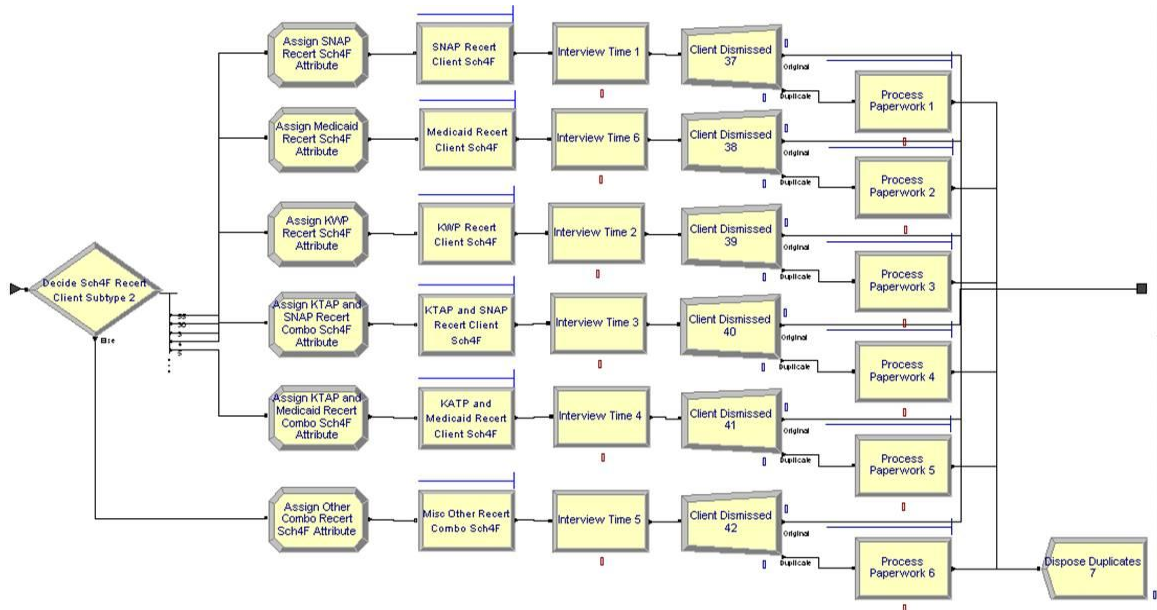 Assign SNAP
Recert Sch4F
Attribute
SNAP Recert
Client Sch4F
Interview Time 1
Client Dismissed
37
Original
Duplicate
Process
Paperwork 1
Assign Medicaid
Recert Sch4F
Attribute
Medicaid Recert
Client Sch4F
Interview Time 6
Client Dismissed
38
Original
Duplicate
Process
Paperwork 2
Assign KWP
Recert Sch4F
Attribute
KWP Recert
Client Sch4F
Interview Time 2
Client Dismissed
39
Original
Duplicate
Process
Paperwork 3
Decide Sch4F Recert
Client Subtype 2
Else
Assign KTAP and
SNAP Recert
Combo Sch4F
Attribute
KTAP and SNAP
Recert Client
Sch4F
Interview Time 3
Client Dismissed
40
Original
Duplicate
Process
Paperwork 4
Assign KTAP and
Medicaid Recert
Combo Sch4F
Attribute
KATP and
Medicaid Recert
Client Sch4F
Interview Time 4
Client Dismissed
41
Original
Duplicate
Process
Paperwork 5
Assign Other
Combo Recert
Sch4F Attribute
Misc Other Recert
Combo Sch4F
Interview Time 5
Client Dismissed
42
Original
Duplicate
Process
Paperwork 6
Dispose Duplicates
7